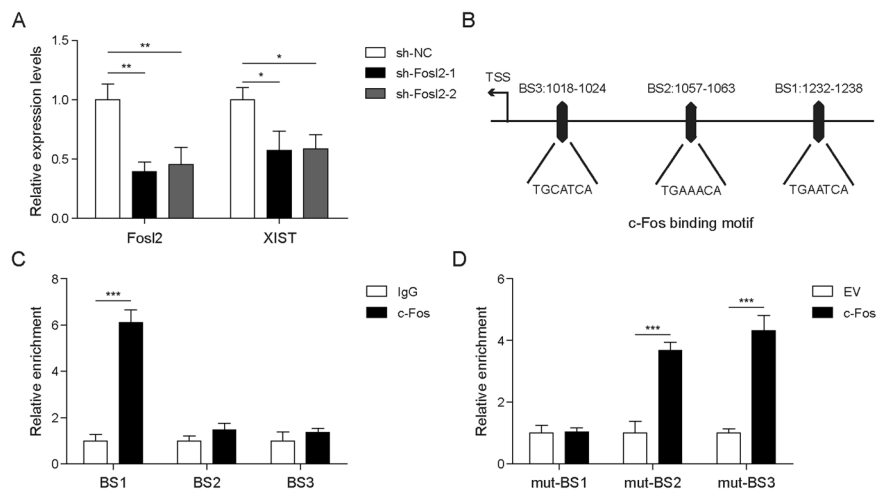 A
Relative expression levels
1.5
1.0
0.5
0.0
**
**
*
*
Fosl2
XIST
sh-NC
sh-Fosl2-1
sh-Fosl2-2
B
TSS
BS3:1018-1024
BS2:1057-1063
BS1:1232-1238
TGCATCA
TGAAACA
TGAATCA
c-Fos binding motif
C
Relative enrichment
8
6
4
2
0
***
BS1
BS2
BS3
IgG
c-Fos
D
Relative enrichment
6
4
2
0
***
***
mut-BS1
mut-BS2
mut-BS3
EV
c-Fos